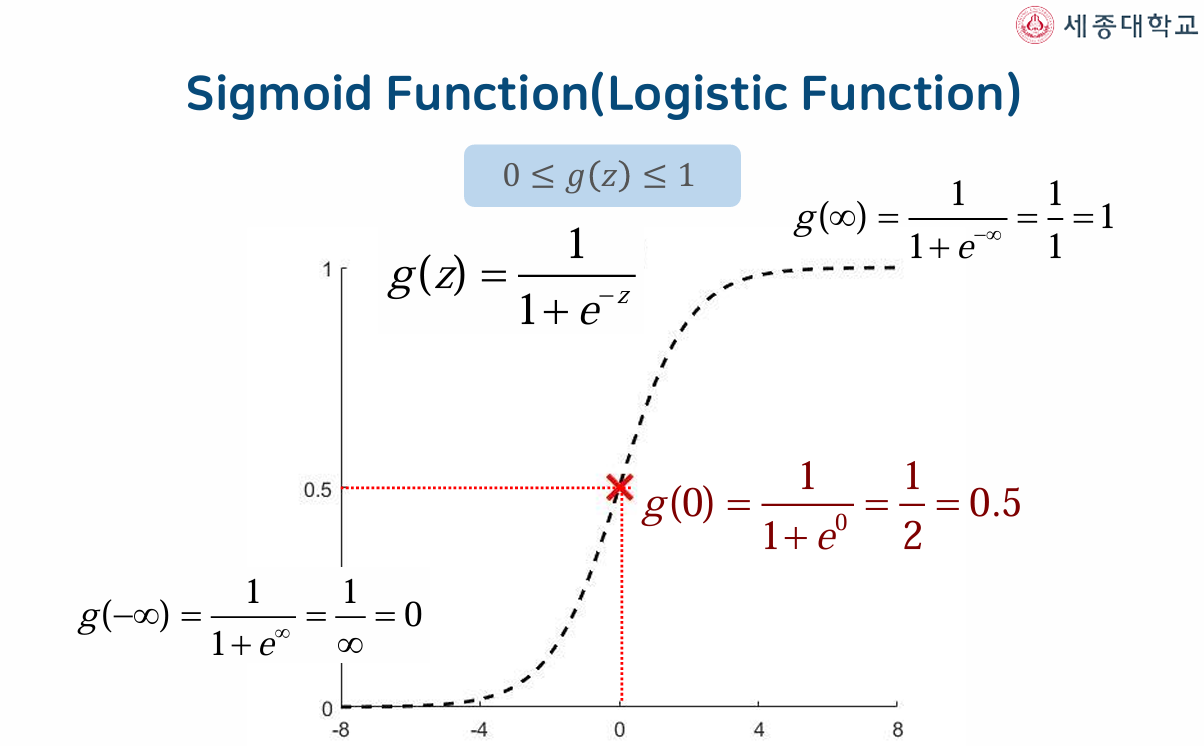 세종대학교
Sigmoid Function(Logistic Function)
0 ≤ g(z) ≤ 1
g(∞) = 1/(1+e^{-∞}) = 1/1 = 1
g(z) = 1/(1+e^{-z})
1
0.5
g(0) = 1/(1+e^0) = 1/2 = 0.5
g(-∞) = 1/(1+e^∞) = 1/∞ = 0
0
-8 -4 0 4 8